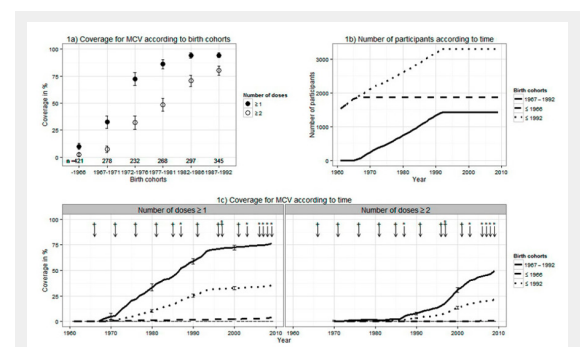 1a) Coverage for MCV according to birth cohorts
Coverage in %
100
75
50
25
0
n =421 278 232 268 297 345
-1966 1967-1971 1972-1976 1977-1981 1982-1986 1987-1992
Birth cohorts
Number of doses
≥1
≥2
1b) Number of participants according to time
Number of participants
3000
2000
1000
0
1960 1970 1980 1990 2000 2010
Year
Birth cohorts
1967 - 1992
≤ 1966
≤ 1992
1c) Coverage for MCV according to time
Number of doses ≥ 1
Number of doses ≥ 2
Coverage in %
100
75
50
25
0
1960 1970 1980 1990 2000 2010
1960 1970 1980 1990 2000 2010
Year
Birth cohorts
1967 - 1992
≤ 1966
≤ 1992